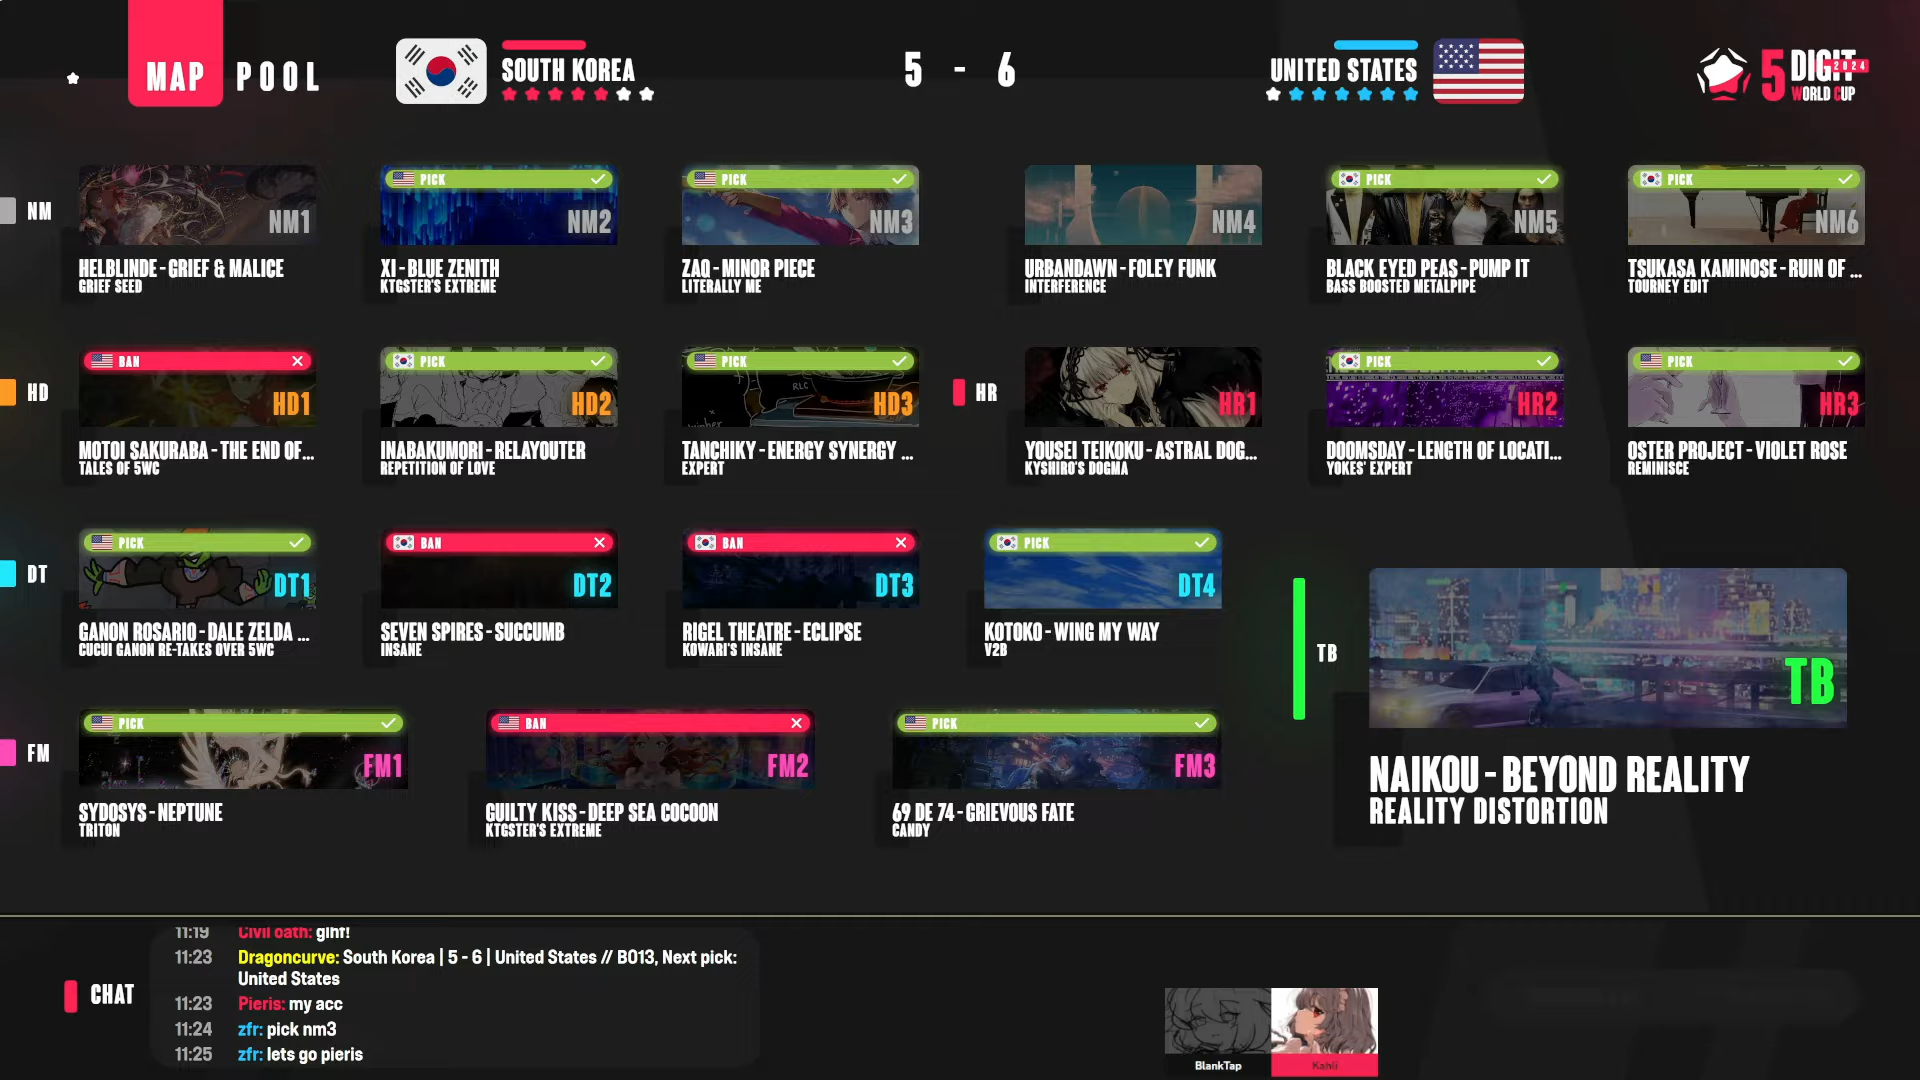 MAP POOL
SOUTH KOREA
5 - 6
UNITED STATES
5 DIGIT
2024
WORLD CUP
NM
NM1
HELBLINDE - GRIEF & MALICE
GRIEF SEED
PICK
NM2
XI - BLUE ZENITH
KTGSTER'S EXTREME
PICK
NM3
ZAQ - MINOR PIECE
LITERALLY ME
NM4
URBANDAWN - FOLEY FUNK
INTERFERENCE
PICK
NM5
BLACK EYED PEAS - PUMP IT
BASS BOOSTED METALPIPE
PICK
NM6
TSUKASA KAMINOSE - RUIN OF ...
TOURNEY EDIT
HD
BAN
HD1
MOTOI SAKURABA - THE END OF...
TALES OF 5WC
PICK
HD2
INABAKUMORI - RELAYOUTER
REPETITION OF LOVE
PICK
HD3
TANCHIKY - ENERGY SYNERGY ...
EXPERT
HR
HR1
YOUSEI TEIKOKU - ASTRAL DOG...
KYSHIRO'S DOGMA
PICK
HR2
DOOMSDAY - LENGTH OF LOCATI...
YOKES' EXPERT
PICK
HR3
OSTER PROJECT - VIOLET ROSE
REMINISCE
DT
PICK
DT1
GANON ROSARIO - DALE ZELDA ...
CUCUI GANON RE-TAKES OVER 5WC
BAN
DT2
SEVEN SPIRES - SUCCUMB
INSANE
BAN
DT3
RIGEL THEATRE - ECLIPSE
KOWARI'S INSANE
PICK
DT4
KOTOKO - WING MY WAY
V2B
TB
TB
NAIKOU - BEYOND REALITY
REALITY DISTORTION
FM
PICK
FM1
SYDOSYS - NEPTUNE
TRITON
BAN
FM2
GUILTY KISS - DEEP SEA COCOON
KTGSTER'S EXTREME
PICK
FM3
69 DE 74 - GRIEVOUS FATE
CANDY
CHAT
11:19 Civil oath: glhf!
11:23 Dragoncurve: South Korea | 5 - 6 | United States // BO13, Next pick:
United States
11:23 Pieris: my acc
11:24 zfr: pick nm3
11:25 zfr: lets go pieris
BlankTap
Kahli